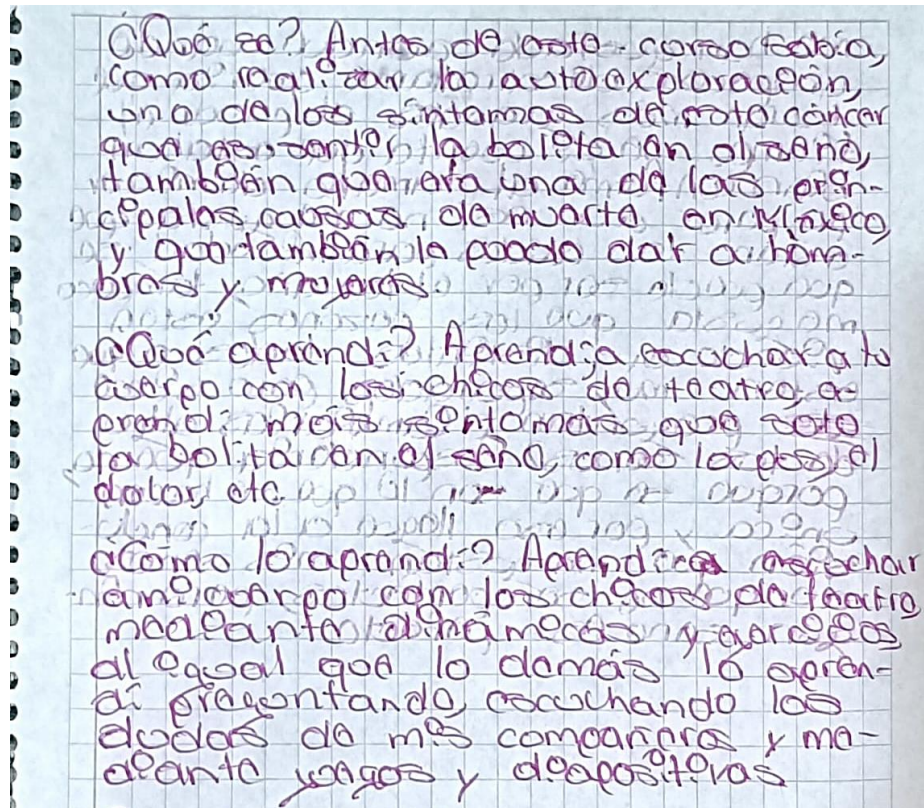 ¿Qué se? Antes de este curso sabía,
como realizar la autoexploración,
uno de los síntomas de este cáncer
que es sentir la bolita en el seno,
también que era una de las prin-
cipales causas de muerte en México
y que también le puede dar a hom-
bres y mujeres
¿Qué aprendí? Aprendí a escuchar a tu
cuerpo con los chicos de teatro, a-
prendí más síntomas que solo
la bolita en el seno, como la pus, el
dolor, etc
¿Cómo lo aprendí? Aprendí a escuchar
a mi cuerpo con los chicos de teatro
mediante dinámicas y
al igual que lo demás lo apren-
dí preguntando, escuchando las
dudas de mis compañeros y me-
diante juegos y diapositivas